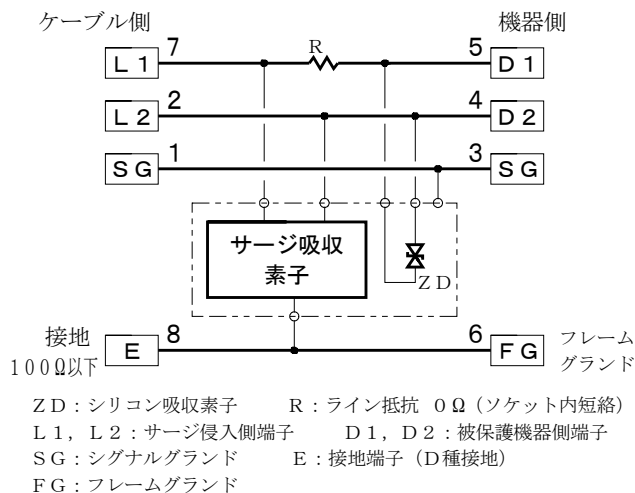 ケーブル側
機器側
7 R 5
L1 D1
2 4
L2 D2
1 3
SG SG
サージ吸収
素子
ZD
接地
100Ω以下
8 6
E FG
フレーム
グランド
ZD：シリコン吸収素子 R：ライン抵抗 0Ω（ソケット内短絡）
L1，L2：サージ侵入側端子 D1，D2：被保護機器側端子
SG：シグナルグランド E：接地端子（D種接地）
FG：フレームグランド